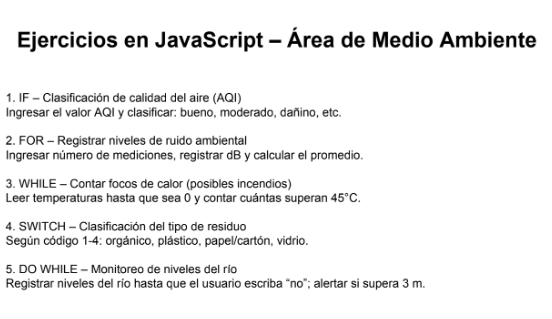 Ejercicios en JavaScript – Área de Medio Ambiente
1. IF – Clasificación de calidad del aire (AQI)
Ingresar el valor AQI y clasificar: bueno, moderado, dañino, etc.
2. FOR – Registrar niveles de ruido ambiental
Ingresar número de mediciones, registrar dB y calcular el promedio.
3. WHILE – Contar focos de calor (posibles incendios)
Leer temperaturas hasta que sea 0 y contar cuántas superan 45°C.
4. SWITCH – Clasificación del tipo de residuo
Según código 1-4: orgánico, plástico, papel/cartón, vidrio.
5. DO WHILE – Monitoreo de niveles del río
Registrar niveles del río hasta que el usuario escriba “no”; alertar si supera 3 m.